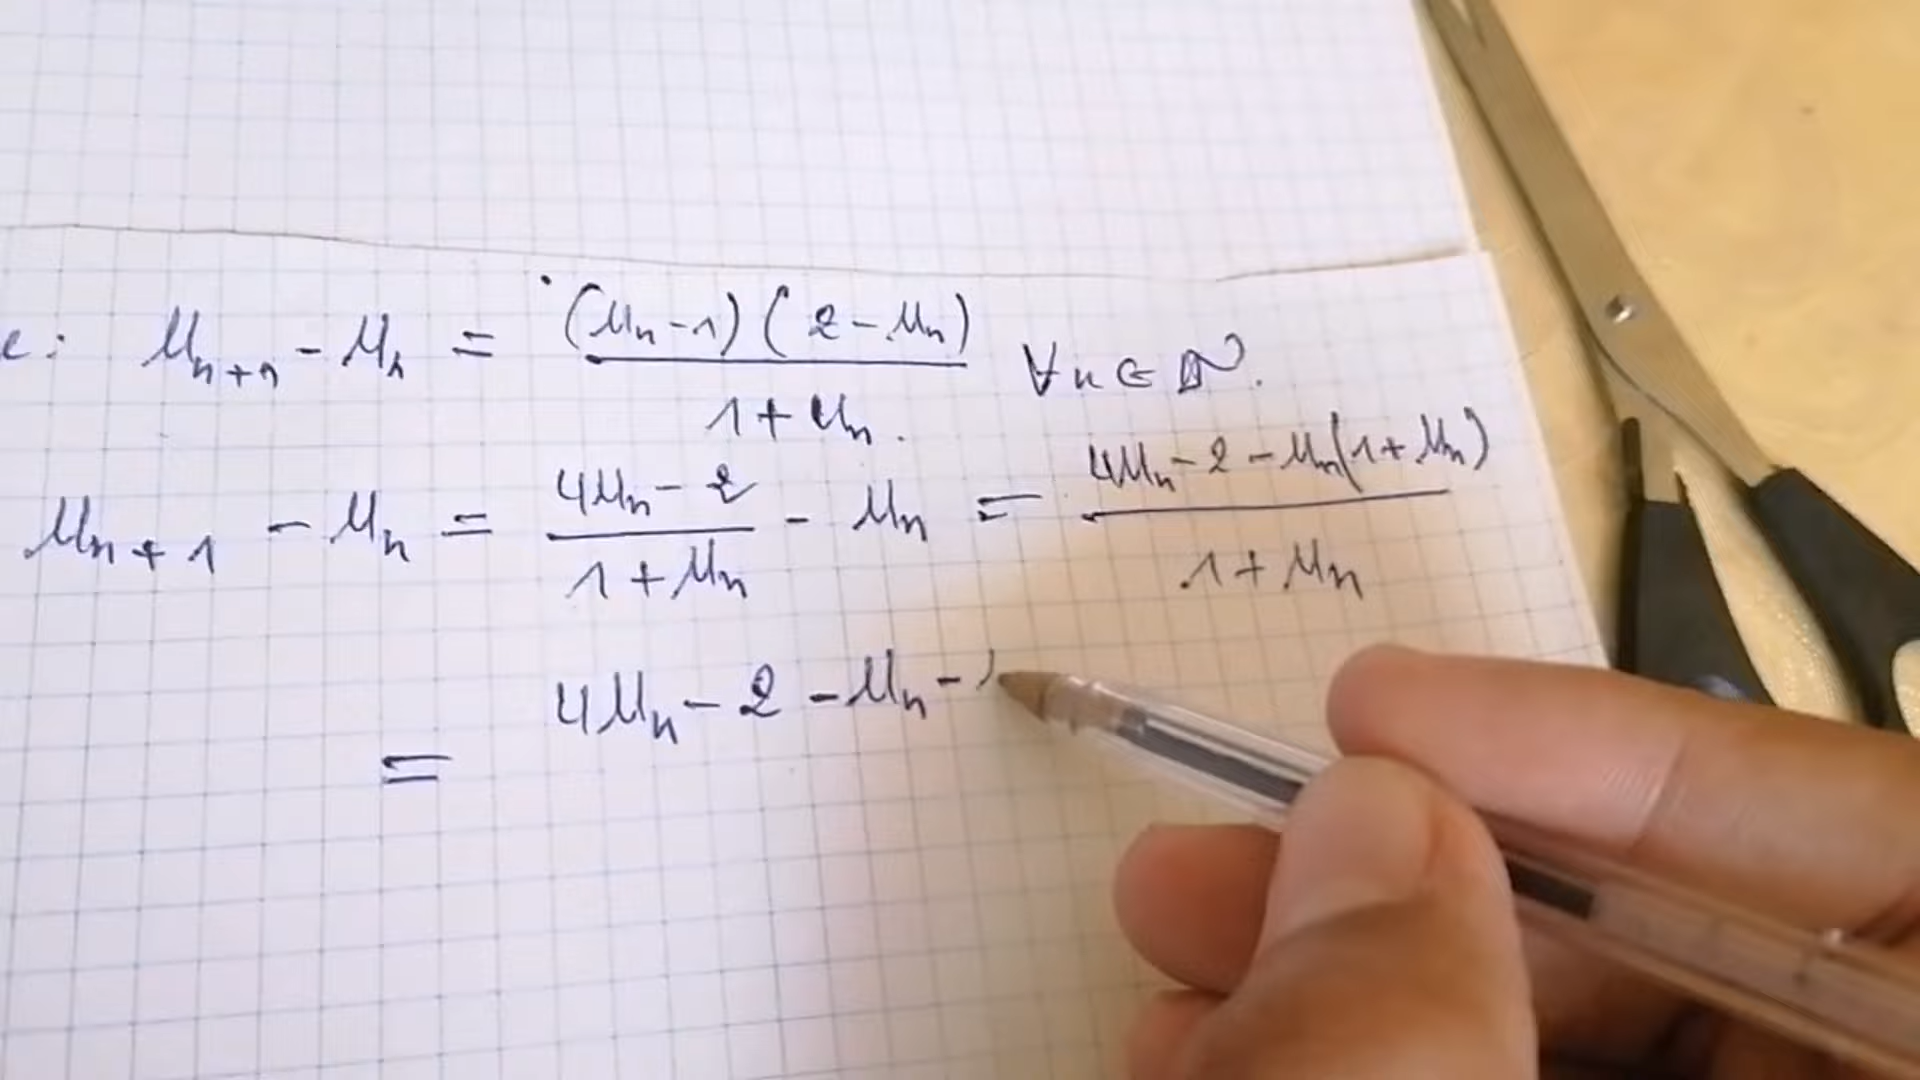 e: Un+1 - Un = (Un-1)(2-Un) / 1+Un. ∀n∈ℕ.
Un+1 - Un = 4Un-2 / 1+Un - Un = 4Un-2-Un(1+Un) / 1+Un
= 4Un-2-Un-